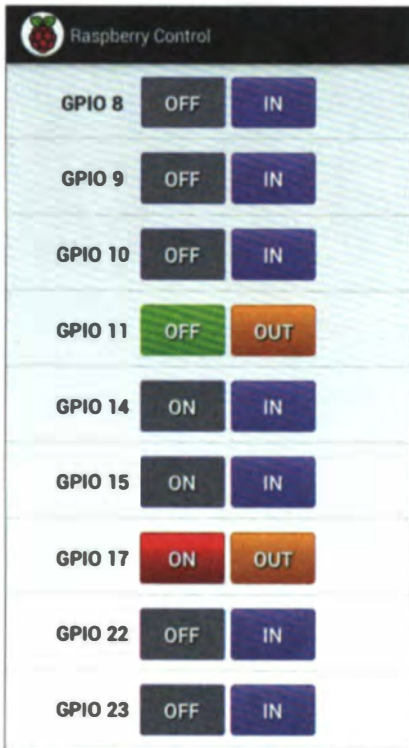 Raspberry Control
GPIO 8 OFF IN
GPIO 9 OFF IN
GPIO 10 OFF IN
GPIO 11 OFF OUT
GPIO 14 ON IN
GPIO 15 ON IN
GPIO 17 ON OUT
GPIO 22 OFF IN
GPIO 23 OFF IN